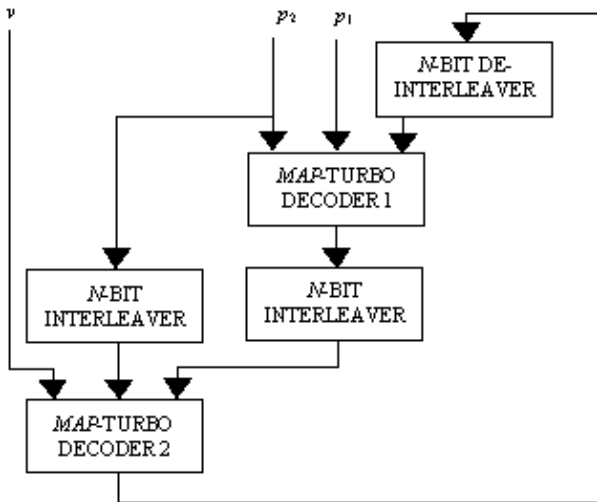 v
p₂
p₁
N-BIT DE-
INTERLEAVER
MAP-TURBO
DECODER 1
N-BIT
INTERLEAVER
N-BIT
INTERLEAVER
MAP-TURBO
DECODER 2